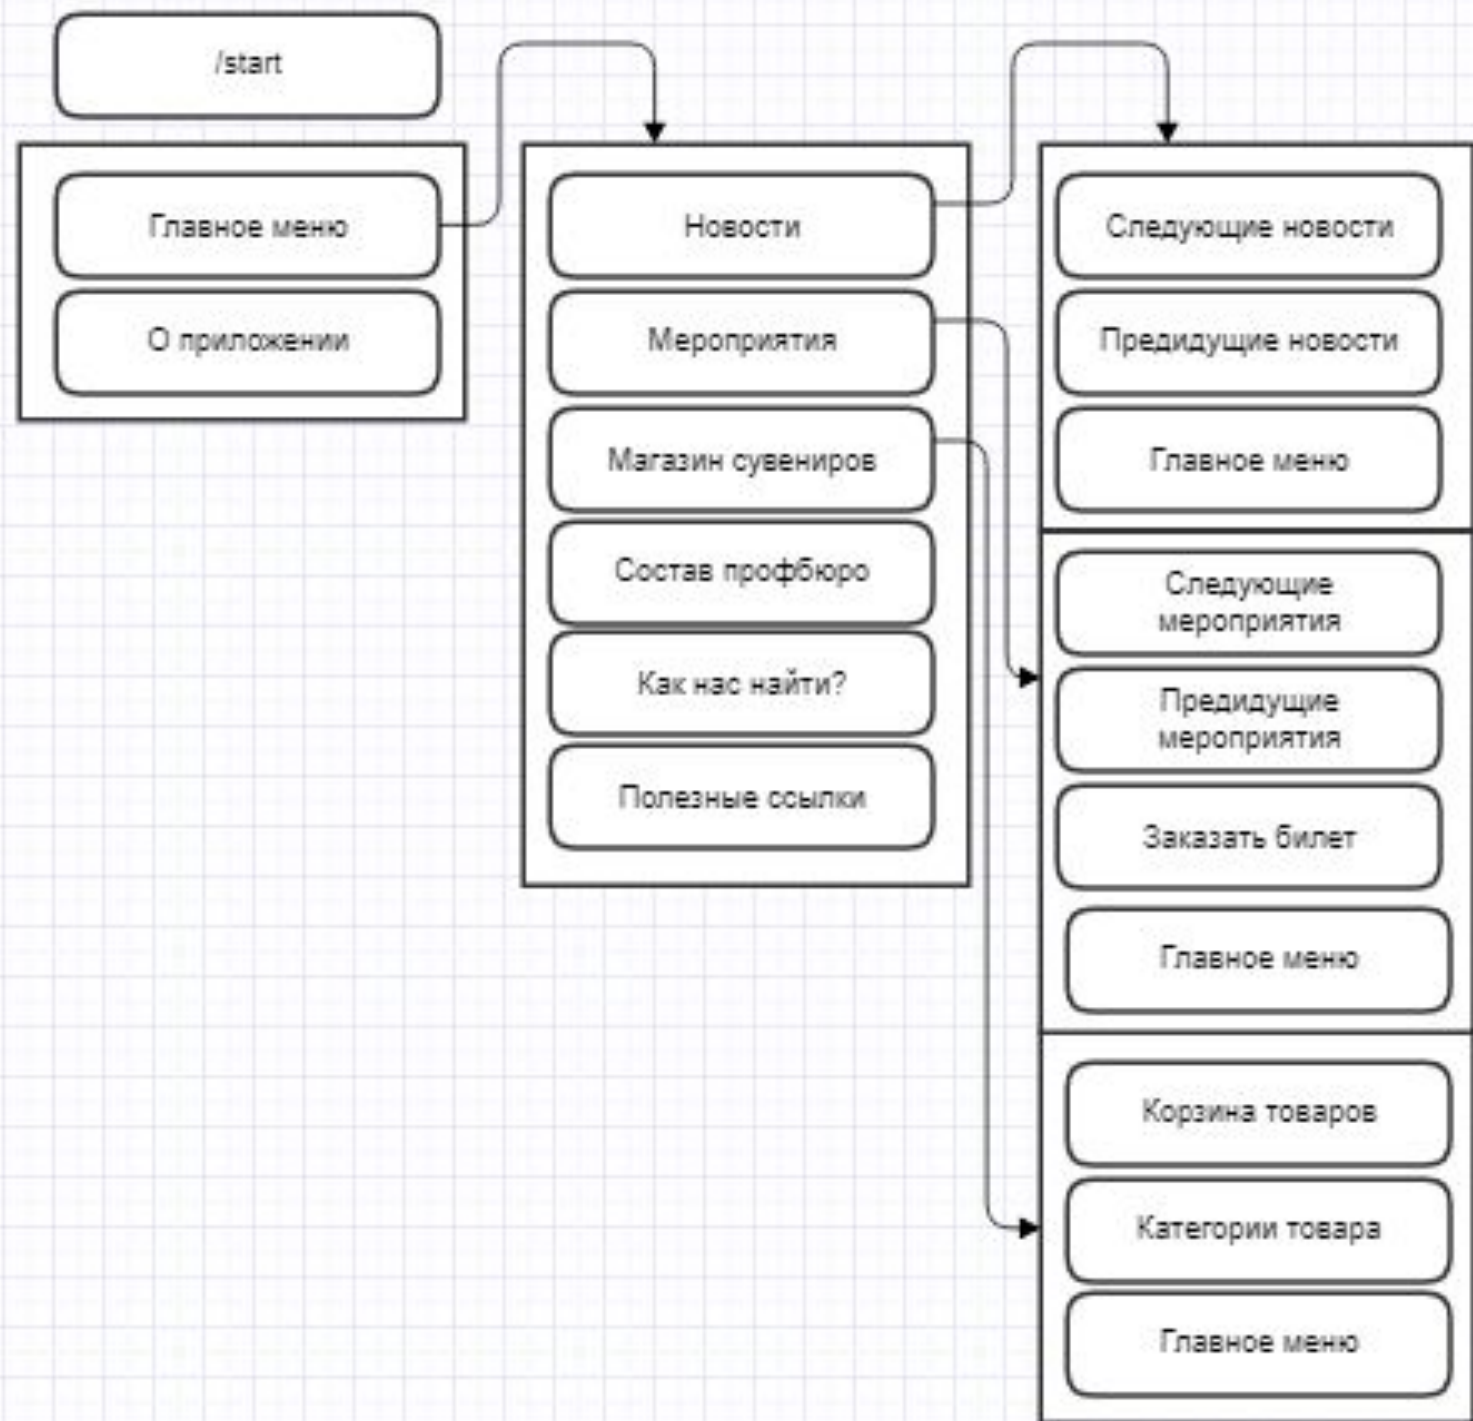 /start
Главное меню
О приложении
Новости
Мероприятия
Магазин сувениров
Состав профбюро
Как нас найти?
Полезные ссылки
Следующие новости
Предидущие новости
Главное меню
Следующие
мероприятия
Предидущие
мероприятия
Заказать билет
Главное меню
Корзина товаров
Категории товара
Главное меню